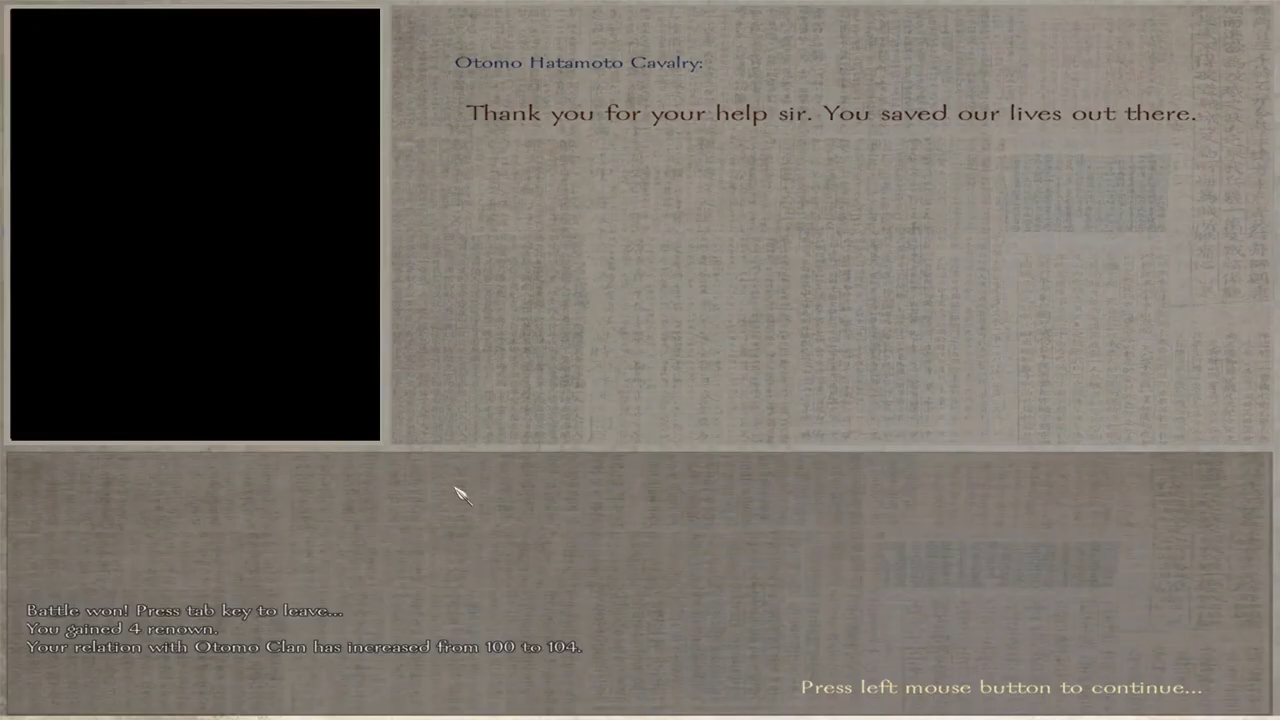 Otomo Hatamoto Cavalry:
Thank you for your help sir. You saved our lives out there.
Battle won! Press tab key to leave...
You gained 4 renown.
Your relation with Otomo Clan has increased from 100 to 104.
Press left mouse button to continue...